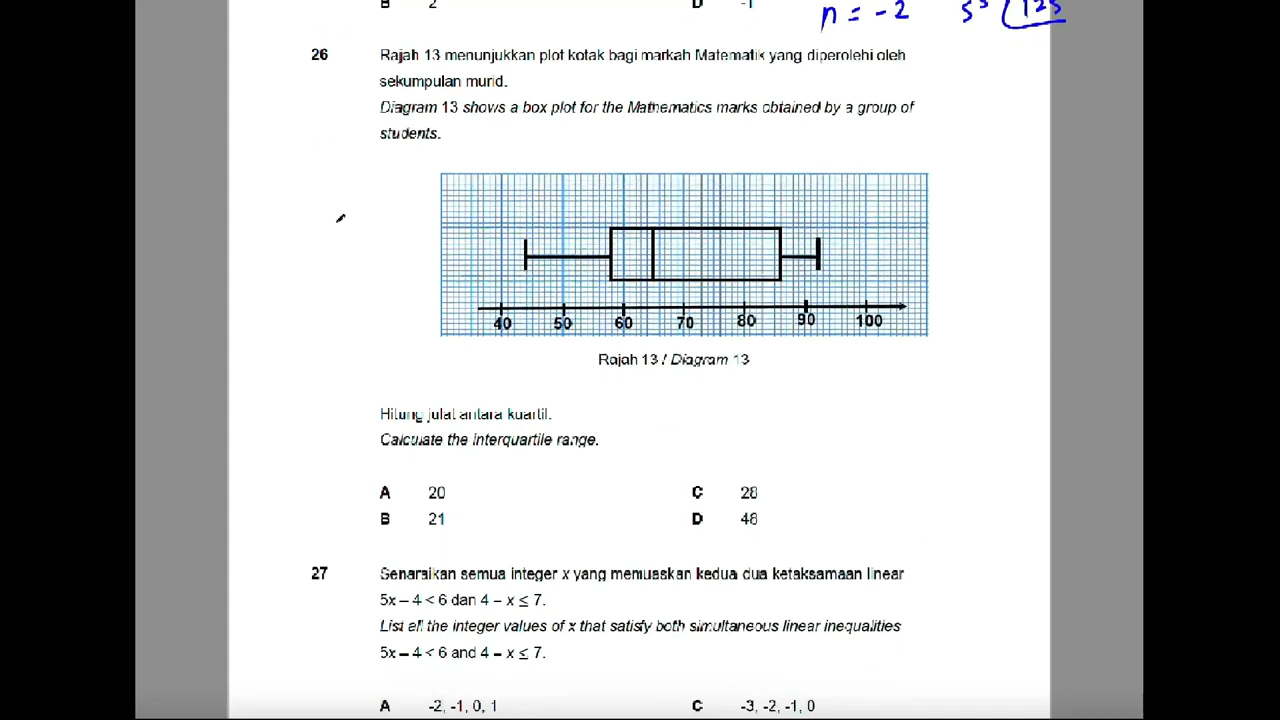 B 2 D -1
n = -2 5³ 125
26 Rajah 13 menunjukkan plot kotak bagi markah Matematik yang diperolehi oleh
sekumpulan murid.
Diagram 13 shows a box plot for the Mathematics marks obtained by a group of
students.
40 50 60 70 80 90 100
Rajah 13 / Diagram 13
Hitung julat antara kuartil.
Calculate the interquartile range.
A 20 C 28
B 21 D 48
27 Senaraikan semua integer x yang memuaskan kedua dua ketaksamaan linear
5x – 4 < 6 dan 4 – x ≤ 7.
List all the integer values of x that satisfy both simultaneous linear inequalities
5x – 4 < 6 and 4 – x ≤ 7.
A -2, -1, 0, 1 C -3, -2, -1, 0